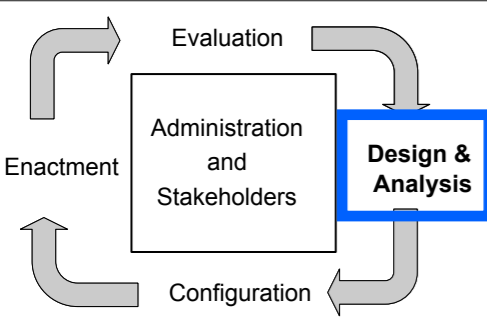 Evaluation
Administration
and
Stakeholders
Design &
Analysis
Enactment
Configuration